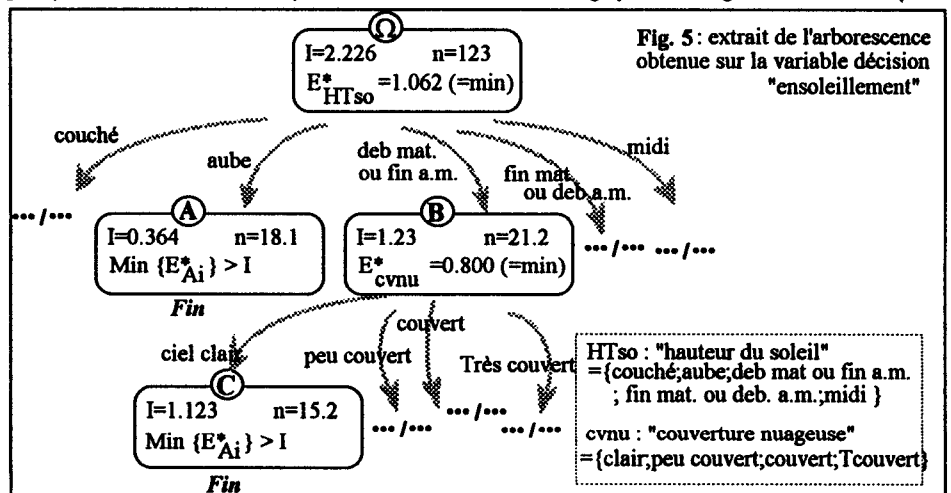 Ω
I=2.226 n=123
E*HTso =1.062 (=min)
Fig. 5 : extrait de l'arborescence
obtenue sur la variable décision
"ensoleillement"
couché
aube
deb mat.
ou fin a.m.
fin mat
ou deb a.m.
midi
••• /•••
A
I=0.364 n=18.1
Min {E*Ai} > I
Fin
B
I=1.23 n=21.2
E*cvnu =0.800 (=min)
••• /••• ••• /•••
ciel clair
peu couvert
couvert
Très couvert
C
I=1.123 n=15.2
Min {E*Ai} > I
Fin
••• /•••
••• /•••
••• /•••
HTso : "hauteur du soleil"
={couché;aube;deb mat ou fin a.m.
; fin mat. ou deb. a.m.;midi }
cvnu : "couverture nuageuse"
={clair;peu couvert;couvert;Tcouvert}